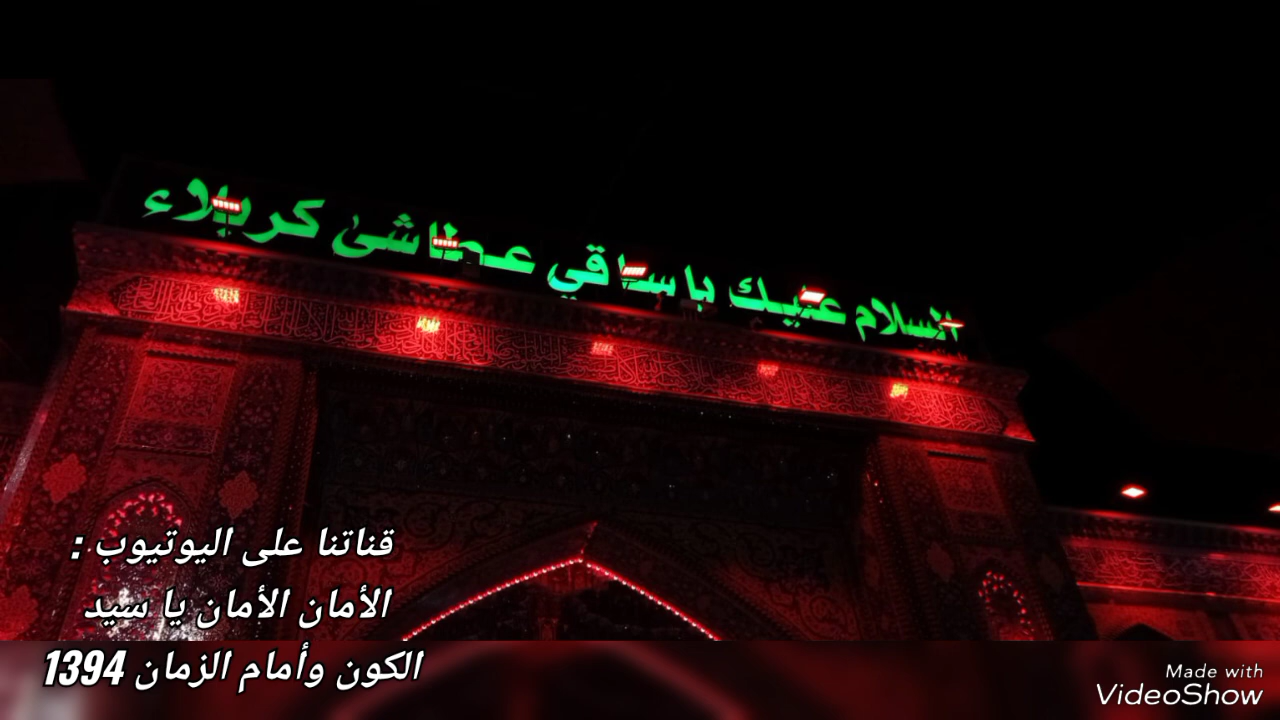 السلام عليك يا ساقي عطاشى كربلاء
قناتنا على اليوتيوب :
الأمان الأمان يا سيد
الكون وأمام الزمان 1394
Made with
VideoShow